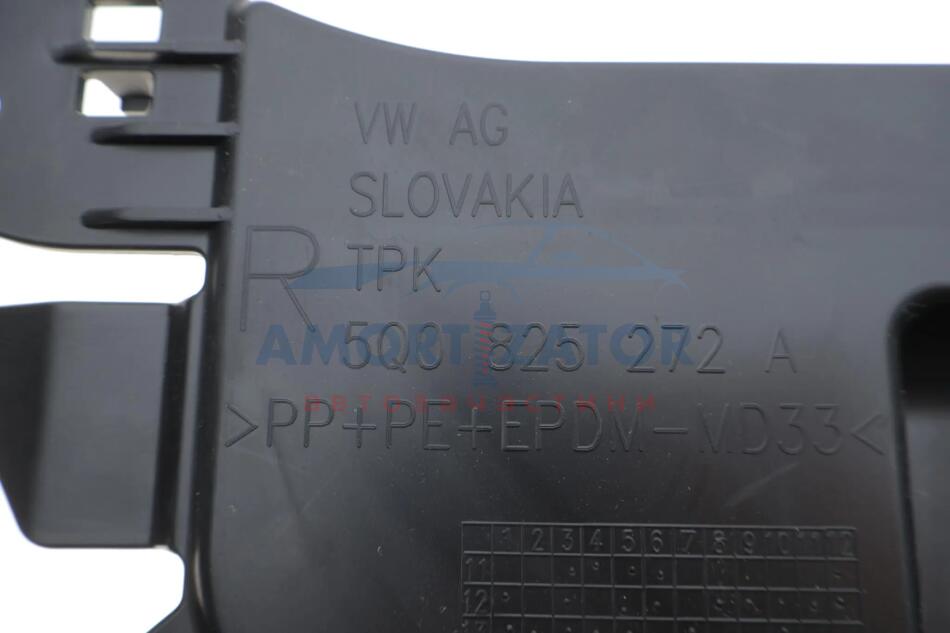 VW AG
SLOVAKIA
R TPK
5Q0 825 272 A
AMORTIZATOR
автозапчастини
>PP+PE+EPDM-MD33<
1 2 3 4 5 6 7 8 9 10 11 12
11
12